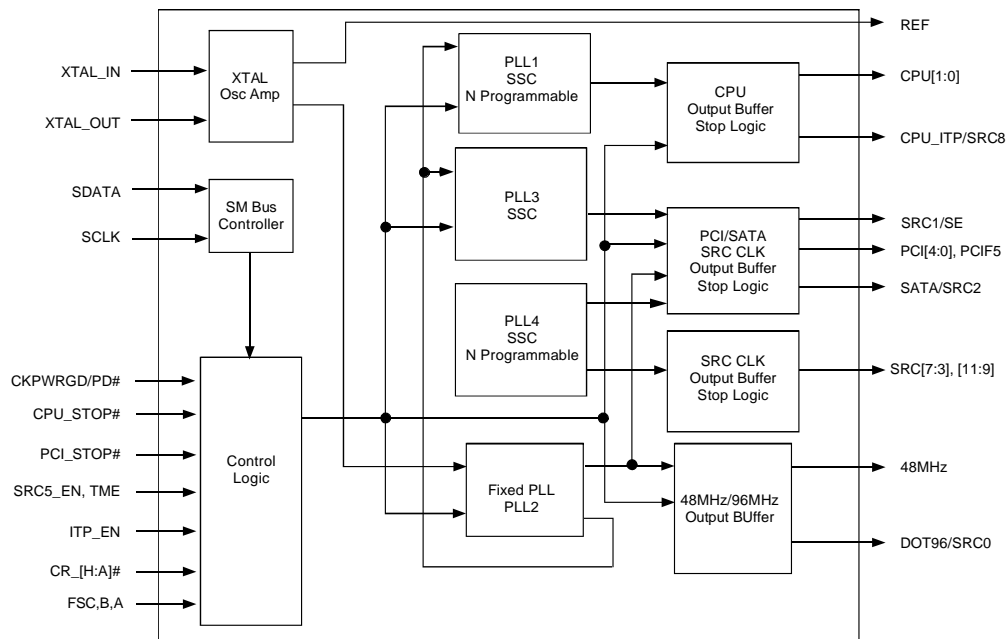 XTAL_IN
XTAL_OUT
SDATA
SCLK
CKPWRGD/PD#
CPU_STOP#
PCI_STOP#
SRC5_EN, TME
ITP_EN
CR_[H:A]#
FSC,B,A
XTAL
Osc Amp
SM Bus
Controller
Control
Logic
PLL1
SSC
N Programmable
PLL3
SSC
PLL4
SSC
N Programmable
Fixed PLL
PLL2
CPU
Output Buffer
Stop Logic
PCI/SATA
SRC CLK
Output Buffer
Stop Logic
SRC CLK
Output Buffer
Stop Logic
48MHz/96MHz
Output BUffer
REF
CPU[1:0]
CPU_ITP/SRC8
SRC1/SE
PCI[4:0], PCIF5
SATA/SRC2
SRC[7:3], [11:9]
48MHz
DOT96/SRC0